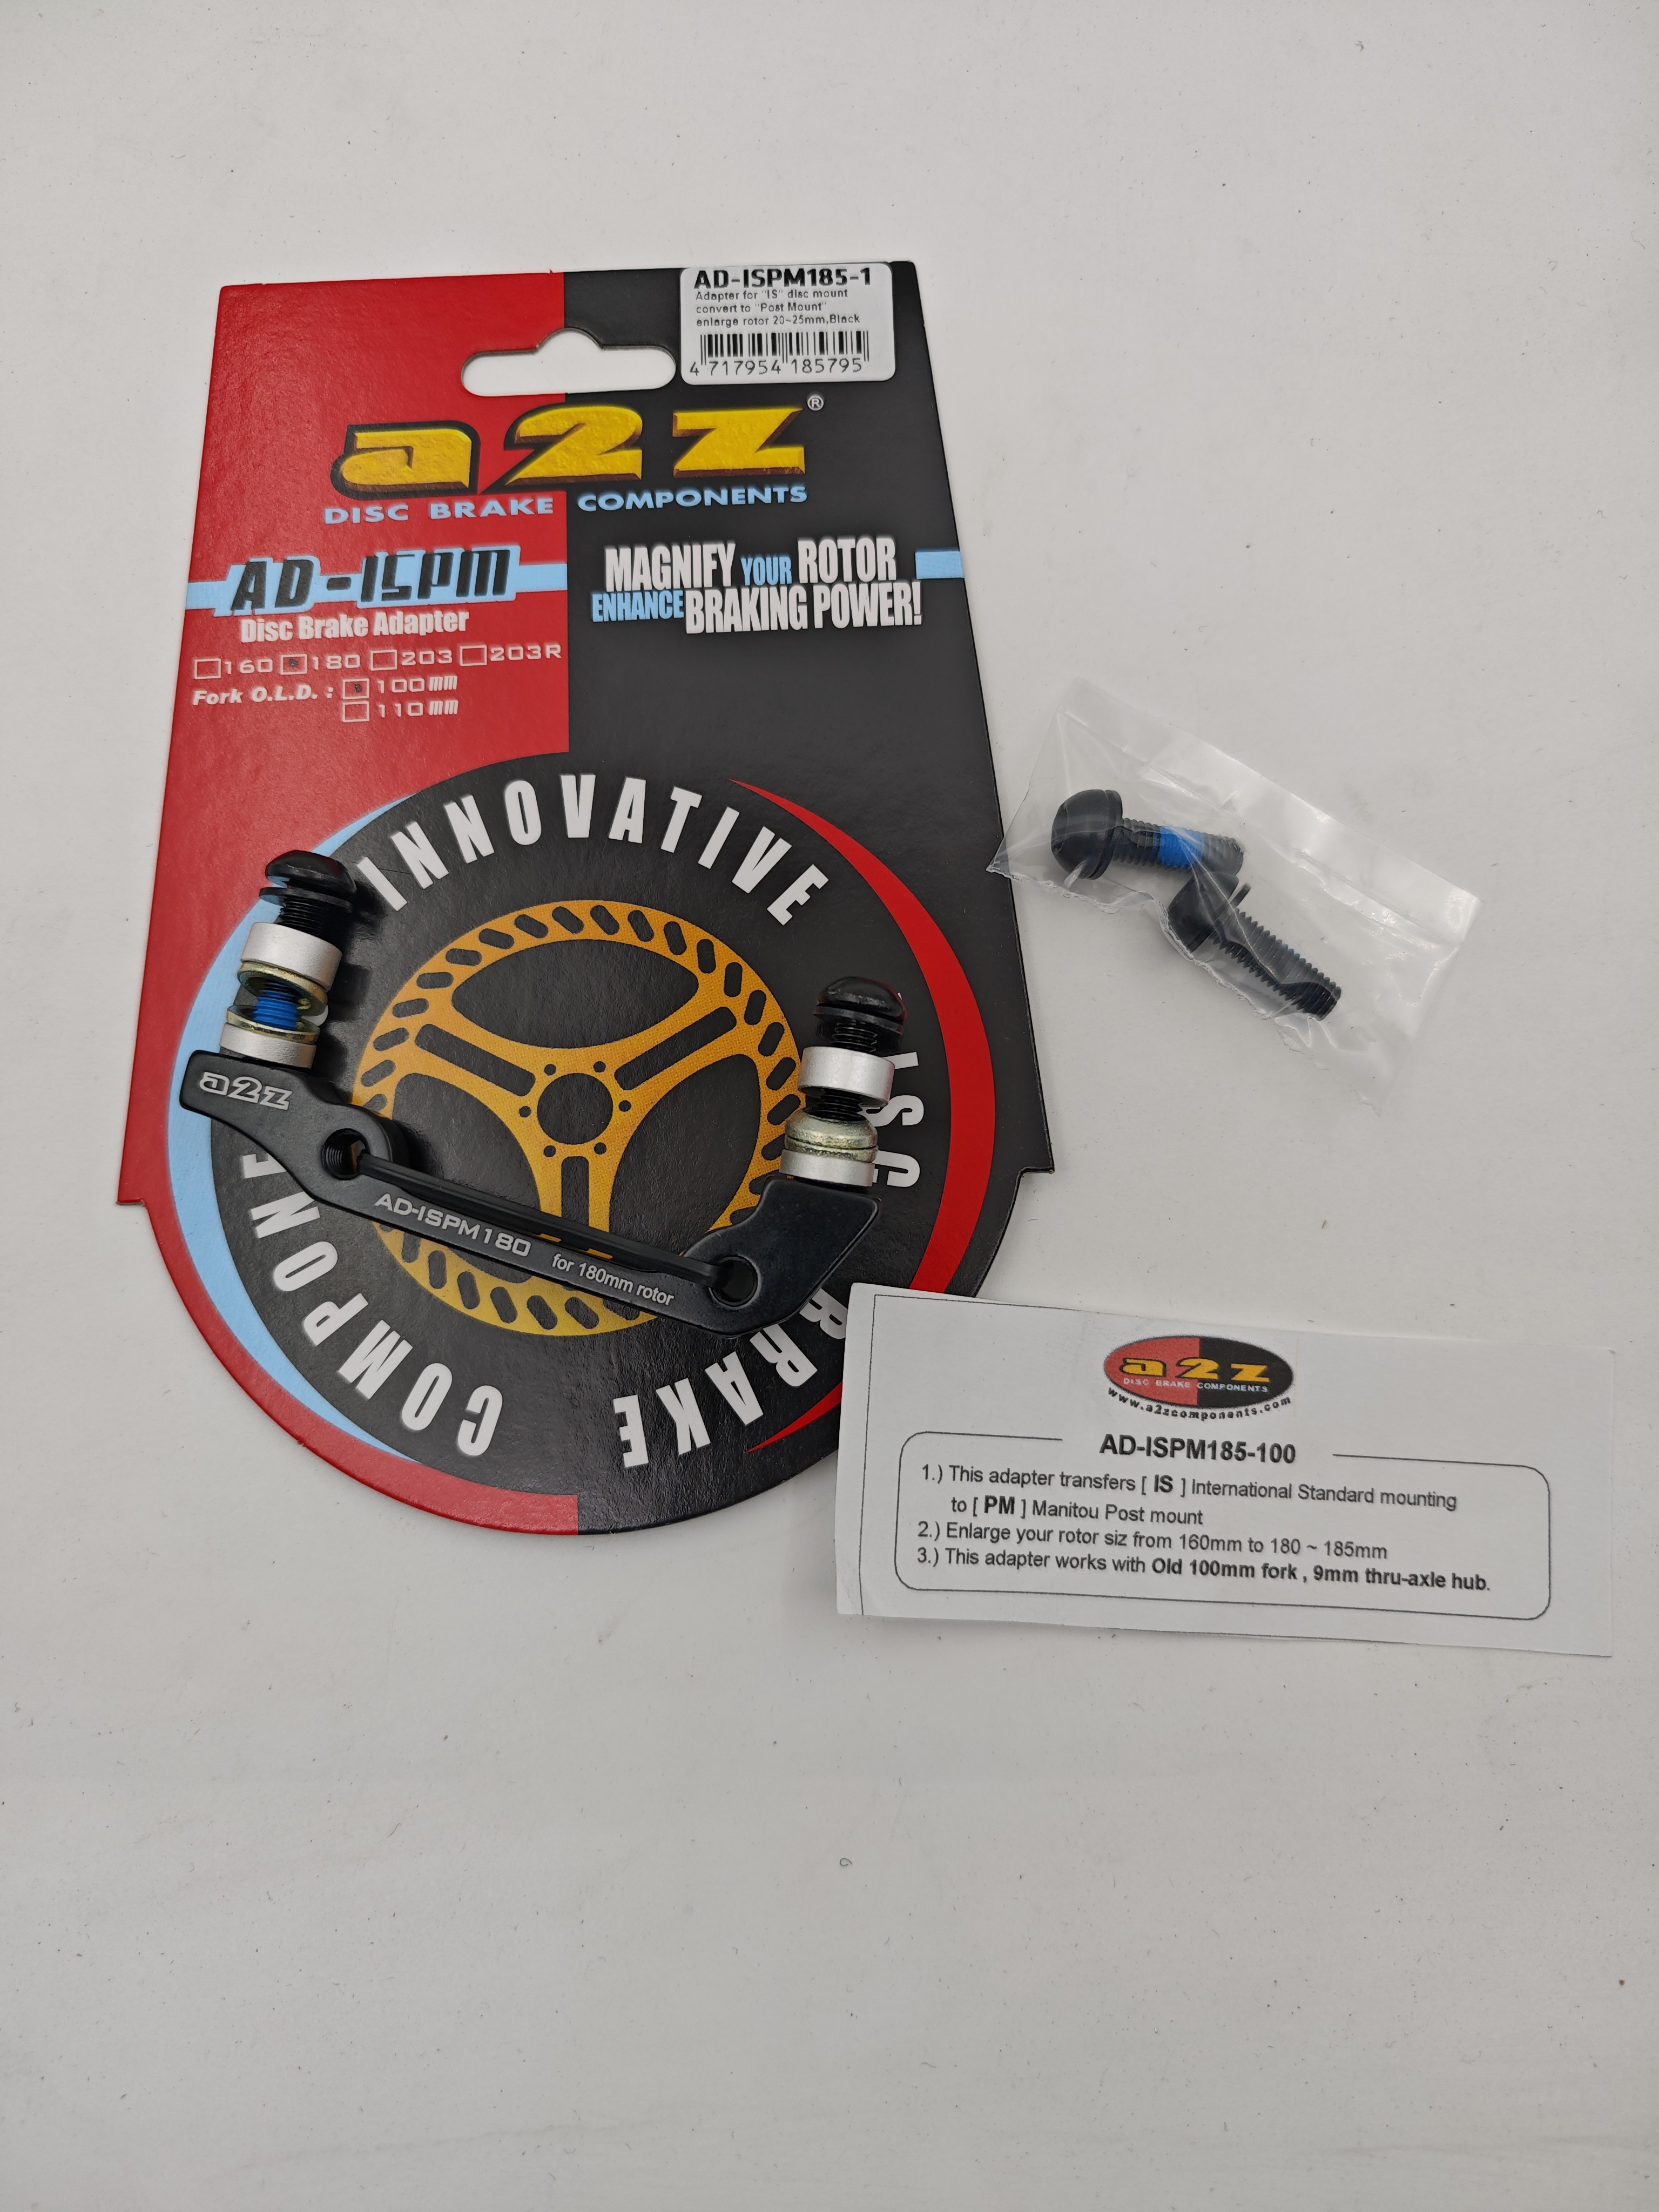 AD-ISPM185-1
Adapter for "IS" disc mount
convert to "Post Mount"
enlarge rotor 20~25mm,Black
4 717954 185795
a2z®
DISC BRAKE COMPONENTS
AD-ISPM
Disc Brake Adapter
160 180 203 203R
Fork O.L.D. : 100mm
110mm
MAGNIFY YOUR ROTOR
ENHANCE BRAKING POWER!
INNOVATIVE
ISC
BRAKE
COMPONE
a2z
AD-ISPM180
for 180mm rotor
a2z
DISC BRAKE COMPONENTS
www.a2zcomponents.com
AD-ISPM185-100
1.) This adapter transfers [ IS ] International Standard mounting
to [ PM ] Manitou Post mount
2.) Enlarge your rotor siz from 160mm to 180 ~ 185mm
3.) This adapter works with Old 100mm fork , 9mm thru-axle hub.